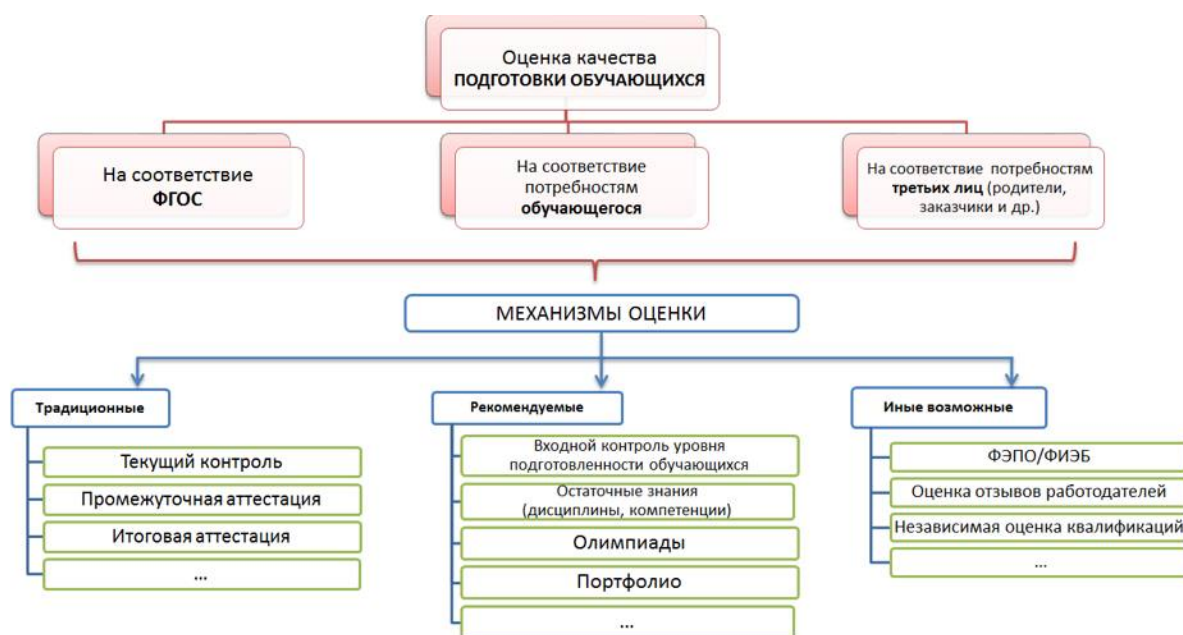 Оценка качества
ПОДГОТОВКИ ОБУЧАЮЩИХСЯ
На соответствие
ФГОС
На соответствие
потребностям
обучающегося
На соответствие потребностям
третьих лиц (родители,
заказчики и др.)
МЕХАНИЗМЫ ОЦЕНКИ
Традиционные
Текущий контроль
Промежуточная аттестация
Итоговая аттестация
...
Рекомендуемые
Входной контроль уровня
подготовленности обучающихся
Остаточные знания
(дисциплины, компетенции)
Олимпиады
Портфолио
...
Иные возможные
ФЭПО/ФИЭБ
Оценка отзывов работодателей
Независимая оценка квалификаций
...